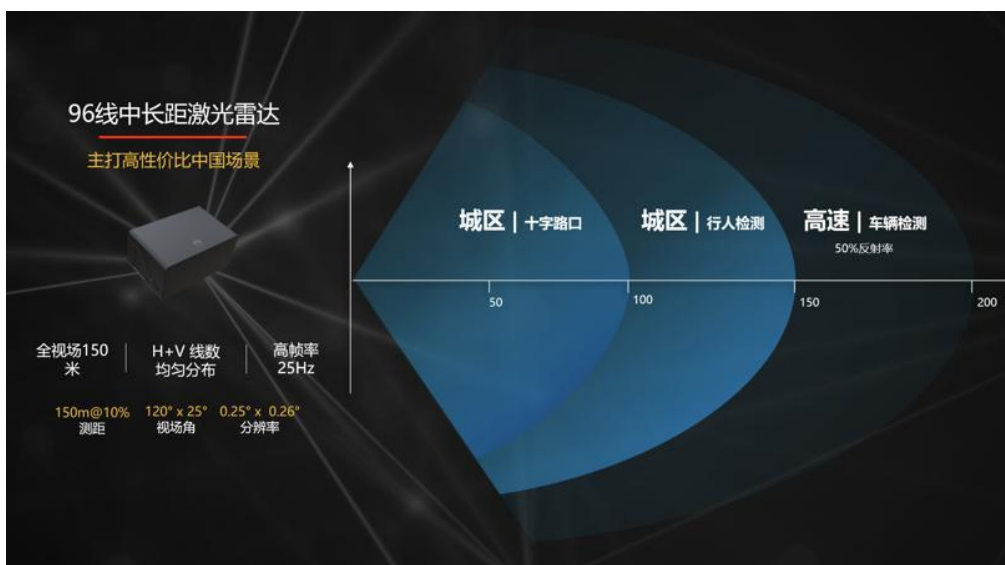 96线中长距激光雷达
主打高性价比中国场景
全视场150
米
H+V 线数
均匀分布
高帧率
25Hz
150m@10%
测距
120° x 25°
视场角
0.25° x 0.26°
分辨率
城区 | 十字路口
城区 | 行人检测
高速 | 车辆检测
50%反射率
50
100
150
200